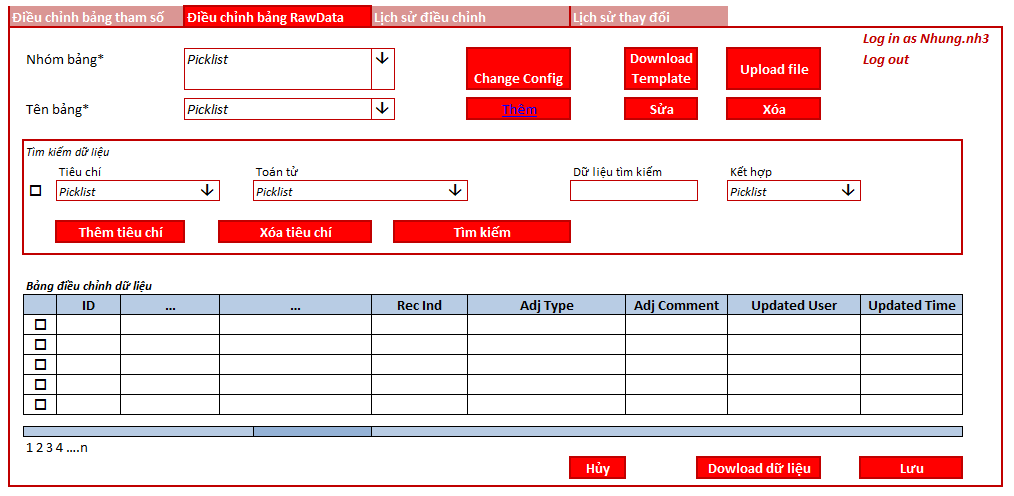 Điều chỉnh bảng tham số Điều chỉnh bảng RawData Lịch sử điều chỉnh Lịch sử thay đổi
Log in as Nhung.nh3
Log out
Nhóm bảng* Picklist Change Config Download Template Upload file
Tên bảng* Picklist Thêm Sửa Xóa
Tìm kiếm dữ liệu
Tiêu chí Toán tử Dữ liệu tìm kiếm Kết hợp
Picklist Picklist Picklist
Thêm tiêu chí Xóa tiêu chí Tìm kiếm
Bảng điều chỉnh dữ liệu
ID ... ... Rec Ind Adj Type Adj Comment Updated User Updated Time
1 2 3 4 ....n
Hủy Dowload dữ liệu Lưu